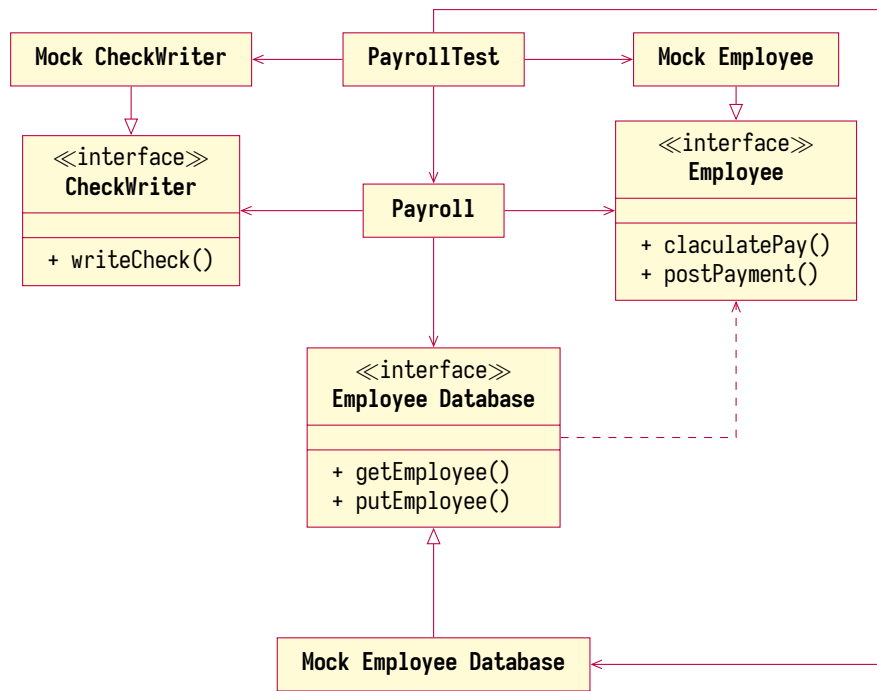 Mock CheckWriter
PayrollTest
Mock Employee
≪interface≫
CheckWriter
+ writeCheck()
Payroll
≪interface≫
Employee
+ claculatePay()
+ postPayment()
≪interface≫
Employee Database
+ getEmployee()
+ putEmployee()
Mock Employee Database